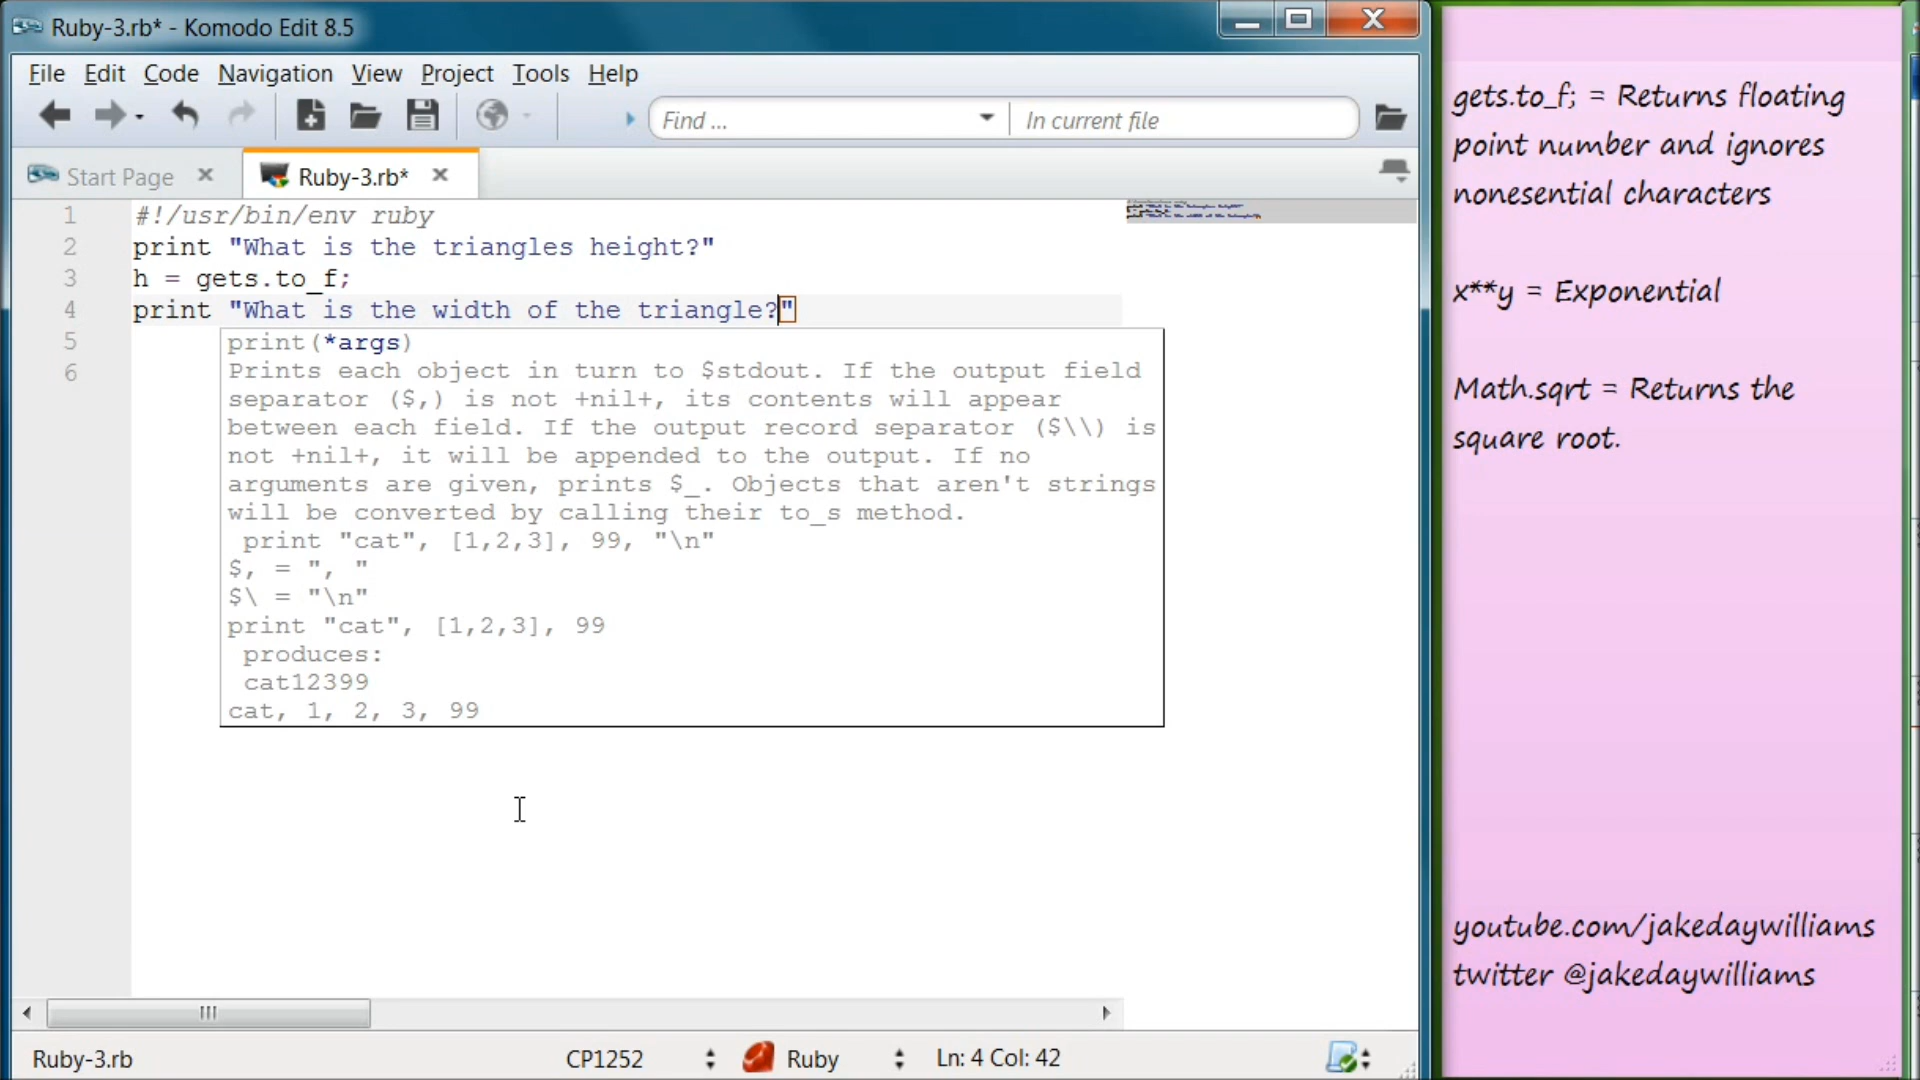 Ruby-3.rb* - Komodo Edit 8.5
File Edit Code Navigation View Project Tools Help
Find ... In current file
Start Page Ruby-3.rb*
1 #!/usr/bin/env ruby
2 print "What is the triangles height?"
3 h = gets.to_f;
4 print "What is the width of the triangle?"
5 print(*args)
6 Prints each object in turn to $stdout. If the output field
separator ($,) is not +nil+, its contents will appear
between each field. If the output record separator ($\\) is
not +nil+, it will be appended to the output. If no
arguments are given, prints $_. Objects that aren't strings
will be converted by calling their to_s method.
print "cat", [1,2,3], 99, "\n"
$, = ", "
$\ = "\n"
print "cat", [1,2,3], 99
produces:
cat12399
cat, 1, 2, 3, 99
Ruby-3.rb CP1252 Ruby Ln: 4 Col: 42
gets.to_f; = Returns floating
point number and ignores
nonesential characters
x**y = Exponential
Math.sqrt = Returns the
square root.
youtube.com/jakedaywilliams
twitter @jakedaywilliams